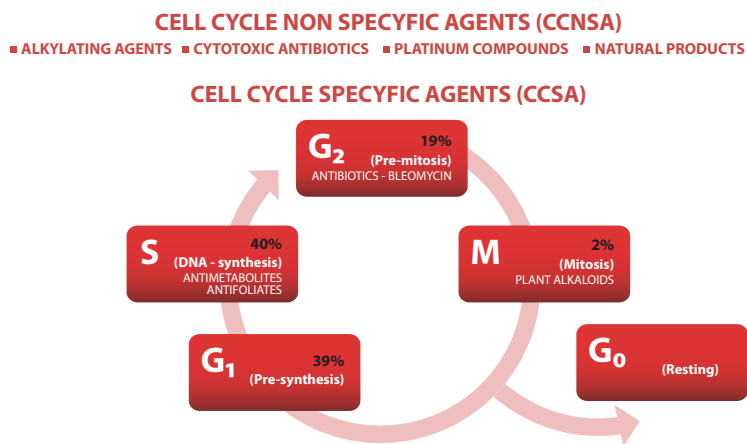 CELL CYCLE NON SPECYFIC AGENTS (CCNSA)
■ ALKYLATING AGENTS ■ CYTOTOXIC ANTIBIOTICS ■ PLATINUM COMPOUNDS ■ NATURAL PRODUCTS
CELL CYCLE SPECYFIC AGENTS (CCSA)
G₂ 19%
(Pre-mitosis)
ANTIBIOTICS - BLEOMYCIN
S 40%
(DNA - synthesis)
ANTIMETABOLITES
ANTIFOLIATES
M 2%
(Mitosis)
PLANT ALKALOIDS
G₁ 39%
(Pre-synthesis)
G₀
(Resting)